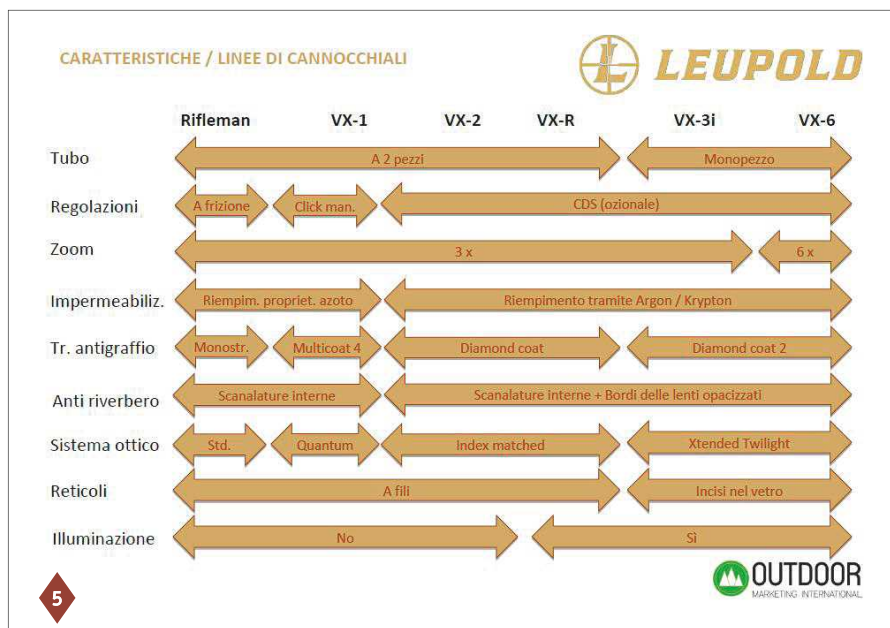 CARATTERISTICHE / LINEE DI CANNOCCHIALI
L
LEUPOLD
Rifleman VX-1 VX-2 VX-R VX-3i VX-6
Tubo A 2 pezzi Monopezzo
Regolazioni A frizione Click man. CDS (ozionale)
Zoom 3 x 6 x
Impermeabiliz. Riempim. propriet. azoto Riempimento tramite Argon / Krypton
Tr. antigraffio Monostr. Multicoat 4 Diamond coat Diamond coat 2
Anti riverbero Scanalature interne Scanalature interne + Bordi delle lenti opacizzati
Sistema ottico Std. Quantum Index matched Xtended Twilight
Reticoli A fili Incisi nel vetro
Illuminazione No Sì
5
OUTDOOR
MARKETING INTERNATIONAL